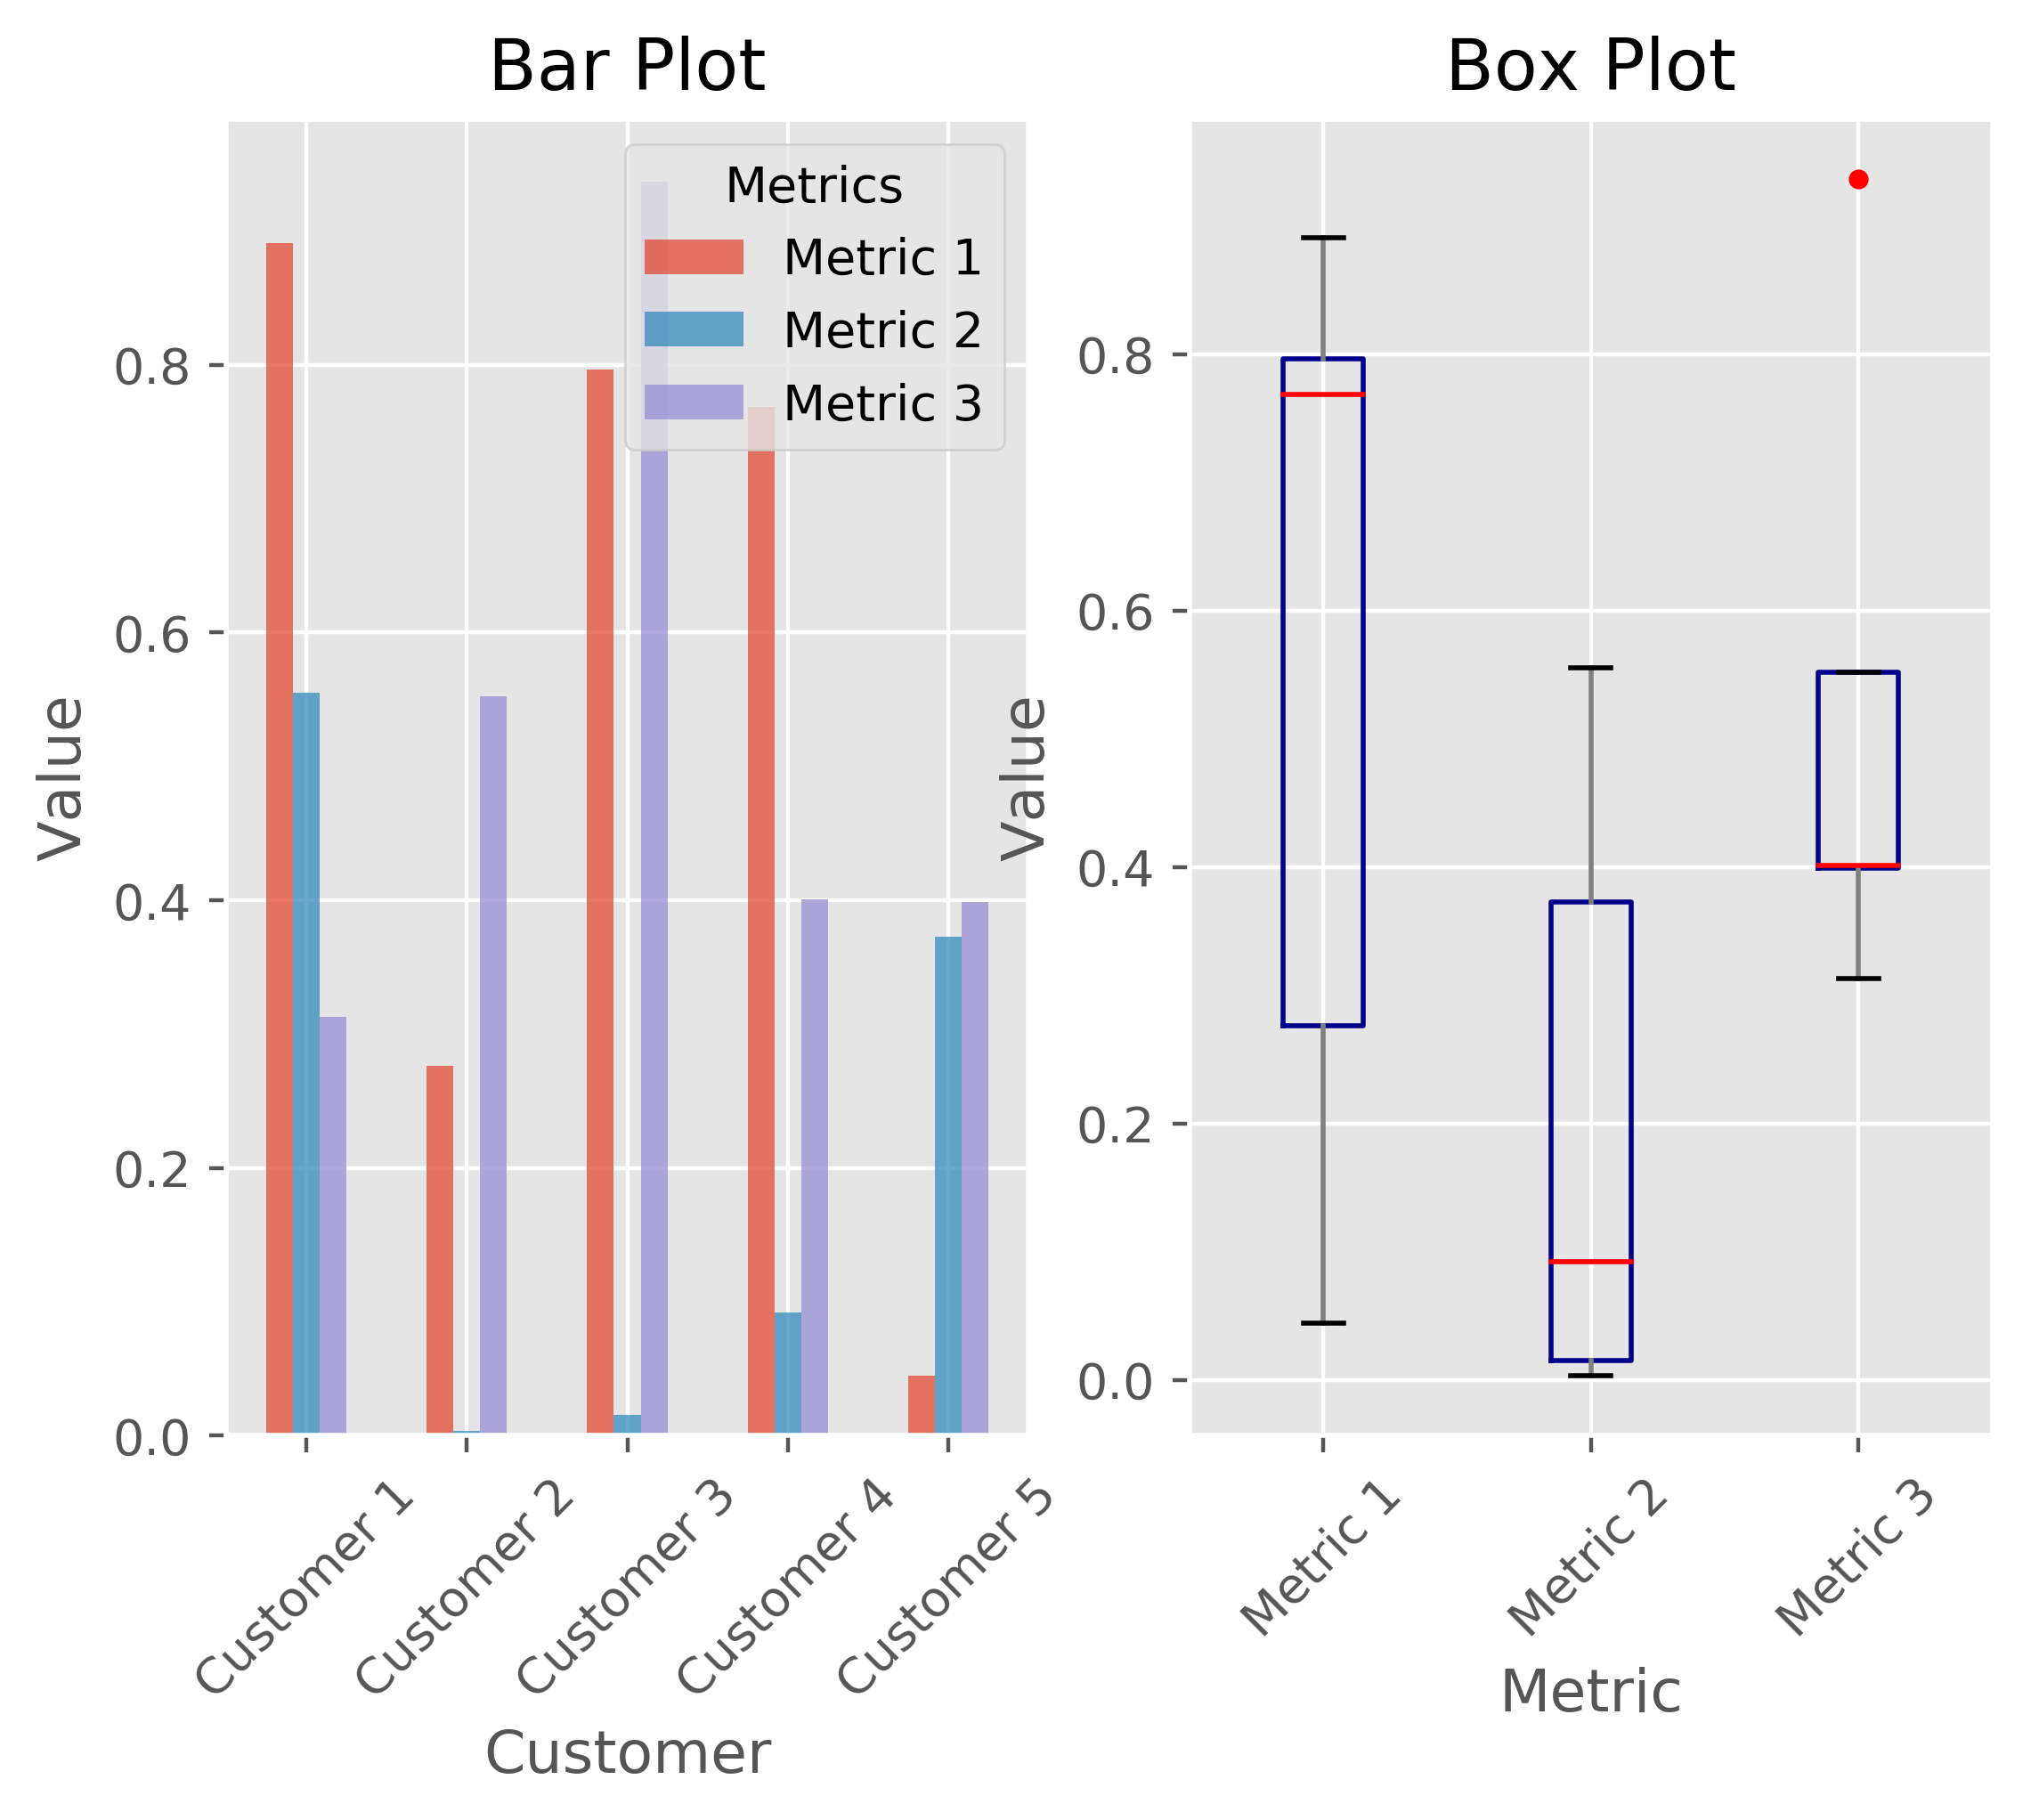 Bar Plot
Metrics
Metric 1
Metric 2
Metric 3
Value
0.8
0.6
0.4
0.2
0.0
Customer 1
Customer 2
Customer 3
Customer 4
Customer 5
Customer
Box Plot
Value
0.8
0.6
0.4
0.2
0.0
Metric 1
Metric 2
Metric 3
Metric